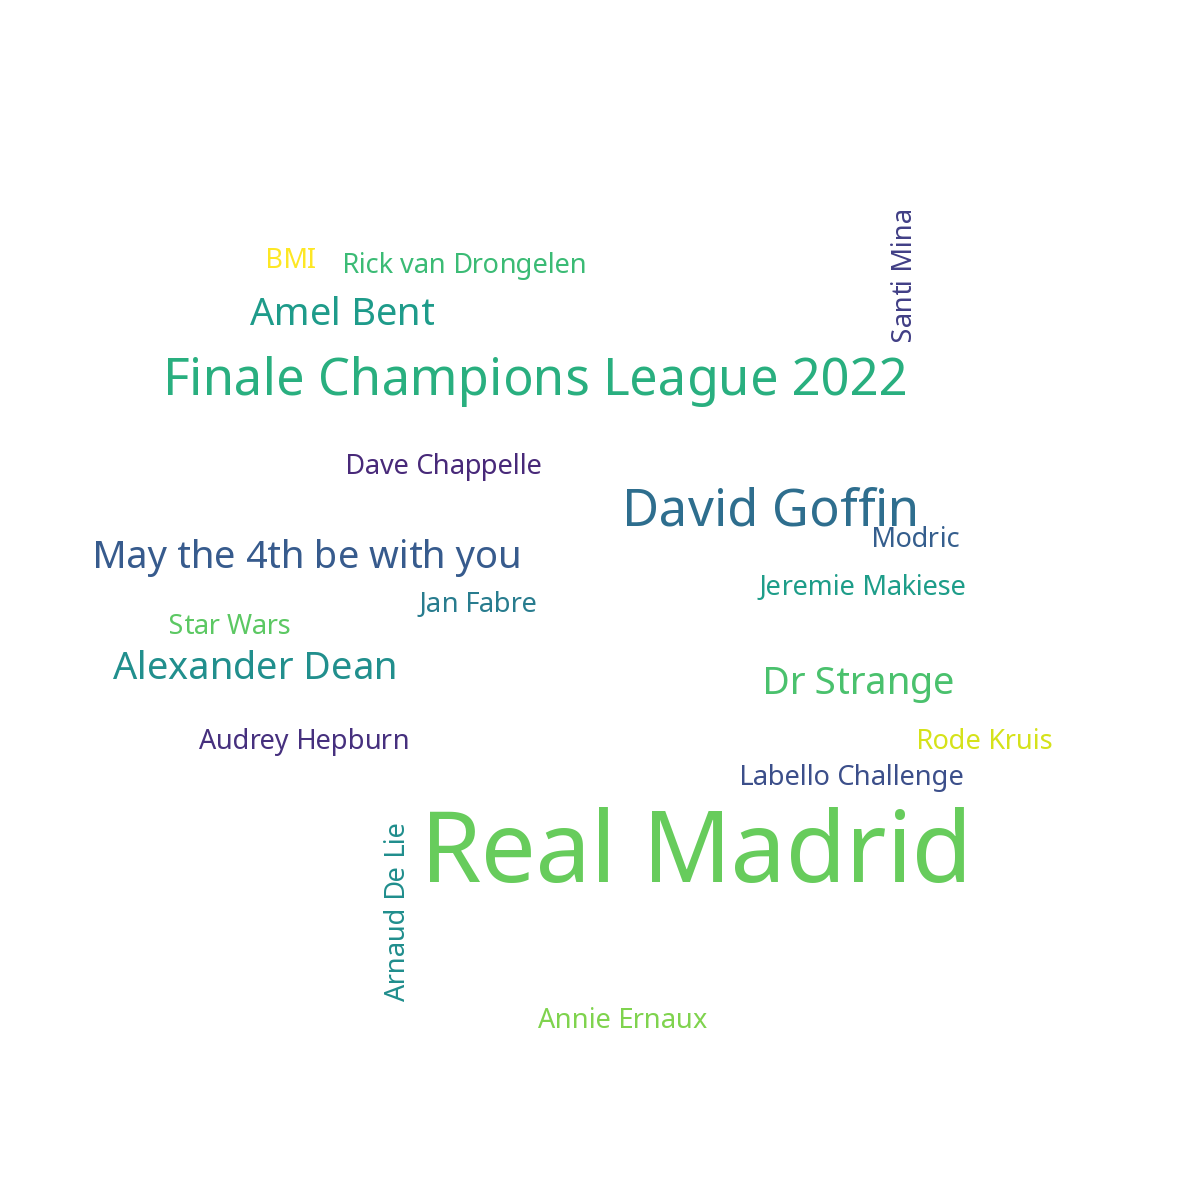 Santi Mina
BMI
Rick van Drongelen
Amel Bent
Finale Champions League 2022
Dave Chappelle
David Goffin
Modric
May the 4th be with you
Jeremie Makiese
Jan Fabre
Star Wars
Alexander Dean
Dr Strange
Audrey Hepburn
Rode Kruis
Labello Challenge
Real Madrid
Arnaud De Lie
Annie Ernaux